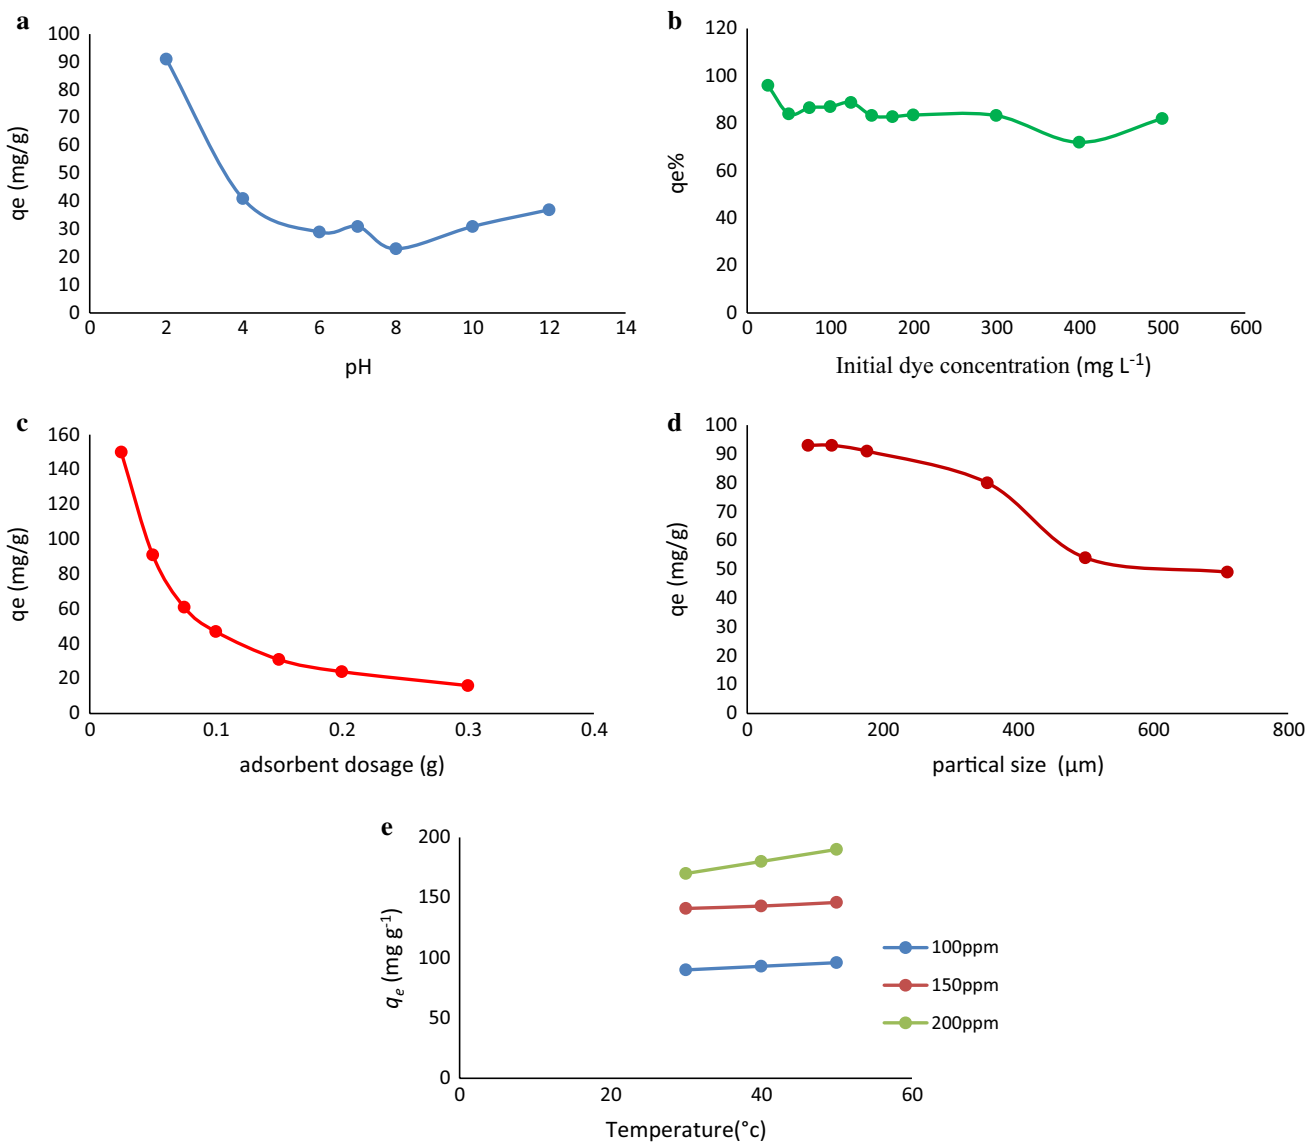 a
qe (mg/g)
100
90
80
70
60
50
40
30
20
10
0
0 2 4 6 8 10 12 14
pH
b
qe%
120
100
80
60
40
20
0
0 100 200 300 400 500 600
Initial dye concentration (mg L⁻¹)
c
qe (mg/g)
160
140
120
100
80
60
40
20
0
0 0.1 0.2 0.3 0.4
adsorbent dosage (g)
d
qe (mg/g)
100
90
80
70
60
50
40
30
20
10
0
0 200 400 600 800
partical size (µm)
e
qₑ (mg g⁻¹)
200
150
100
50
0
0 20 40 60
Temperature(°c)
100ppm
150ppm
200ppm